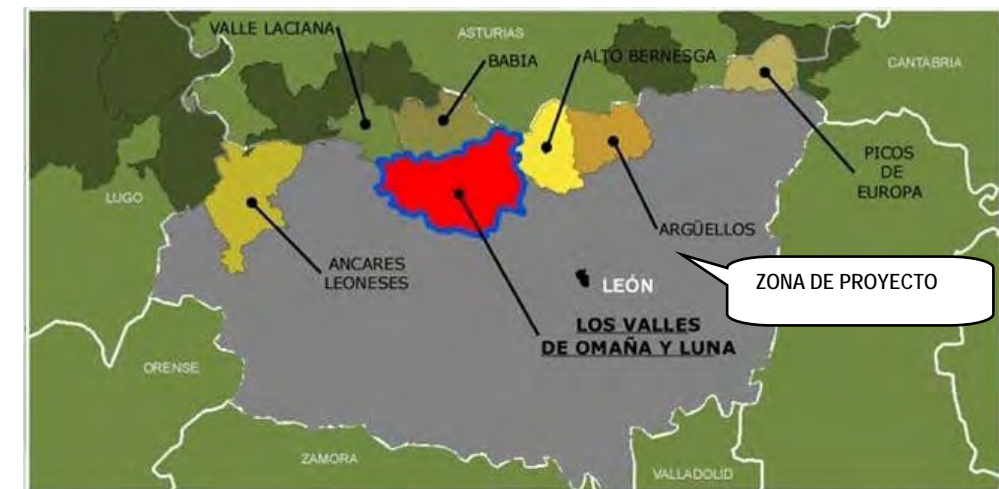 VALLE LACIANA
ASTURIAS
BABIA
ALTO BERNESGA
CANTABRIA
PICOS
DE
EUROPA
LUGO
ARGÜELLOS
ANCARES
LEONESES
ZONA DE PROYECTO
LEÓN
LOS VALLES
DE OMAÑA Y LUNA
ORENSE
ZAMORA
VALLADOLID